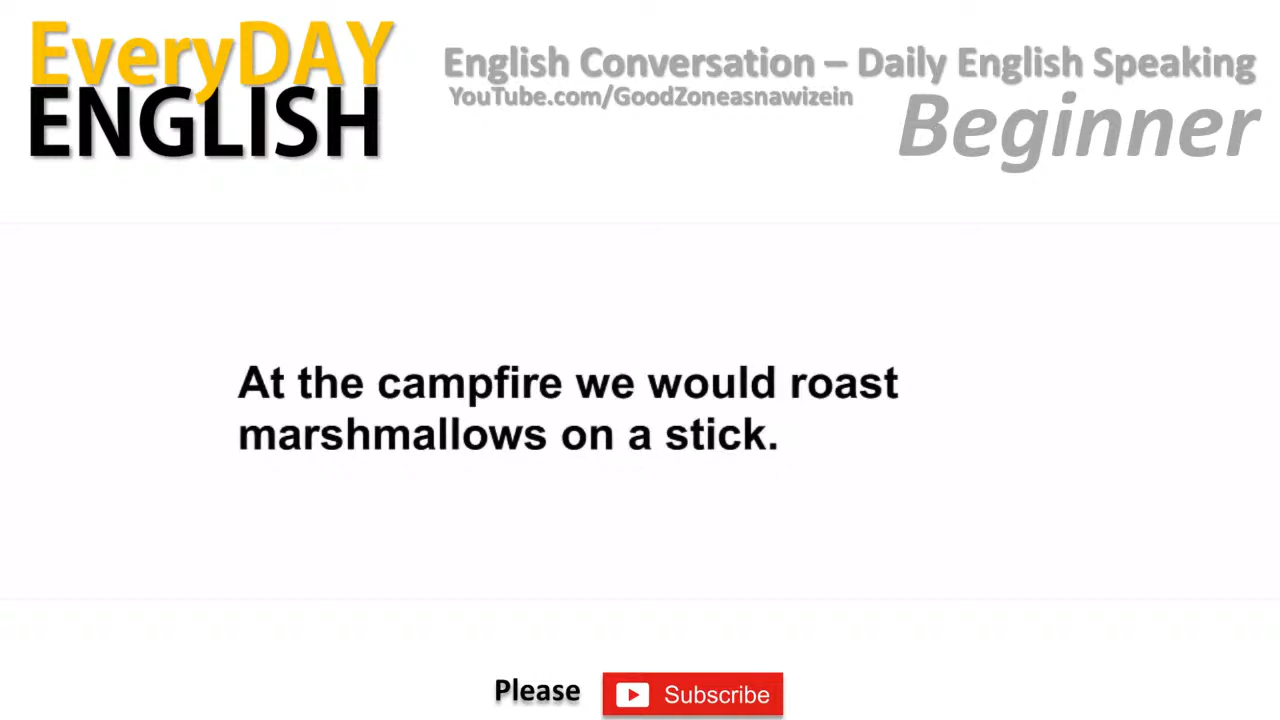 EveryDAY
ENGLISH
English Conversation – Daily English Speaking
YouTube.com/GoodZoneasnawizein
Beginner
At the campfire we would roast
marshmallows on a stick.
Please
Subscribe